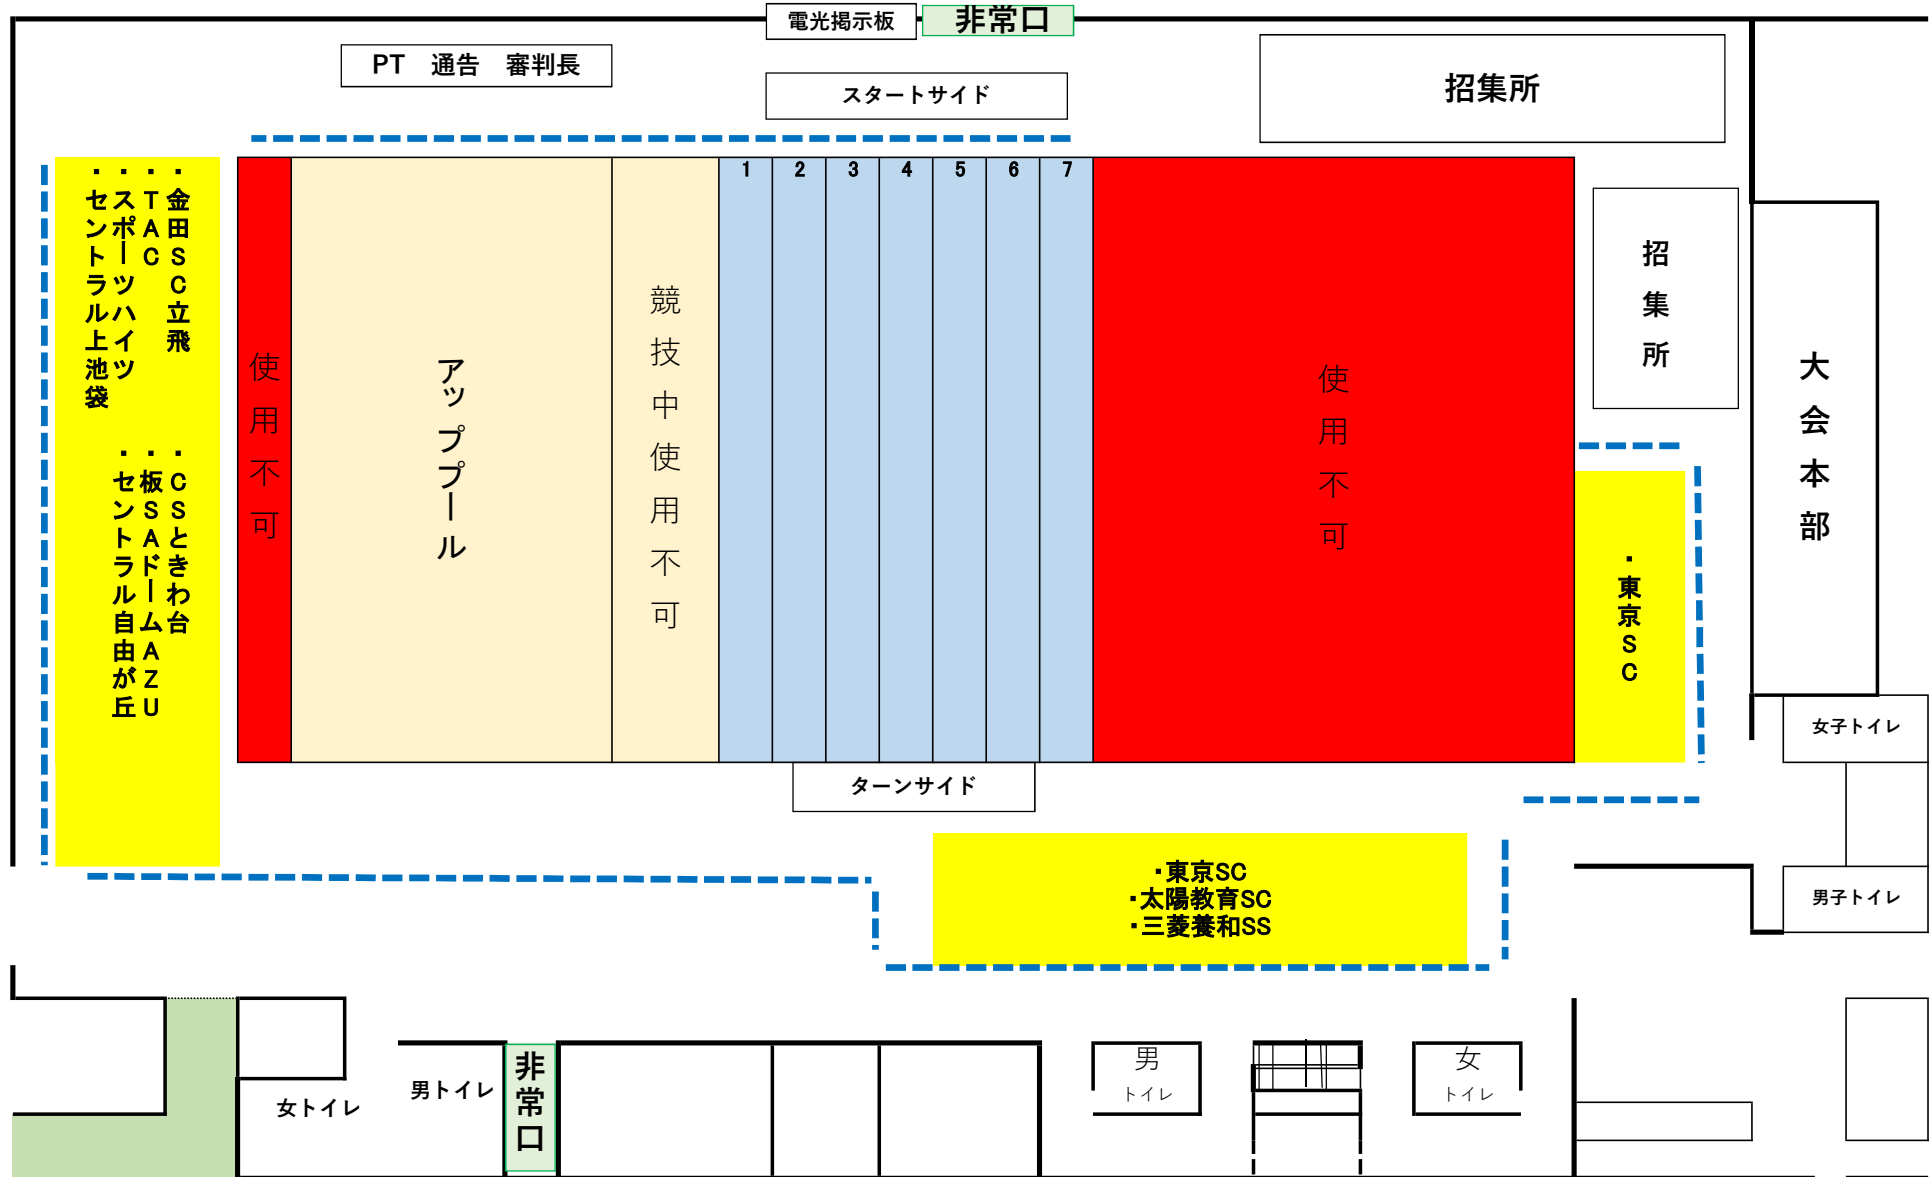 電光掲示板
非常口
PT　通告　審判長
スタートサイド
招集所
1 2 3 4 5 6 7
・金田SC立飛
・TAC
・スポーツハイツ
・セントラル上池袋
・CSときわ台
・板SAドームAZU
・セントラル自由が丘
使用不可
アッププール
競技中使用不可
使用不可
招集所
大会本部
・東京SC
女子トイレ
ターンサイド
・東京SC
・太陽教育SC
・三菱養和SS
男子トイレ
女トイレ
男トイレ
非常口
男
トイレ
女
トイレ